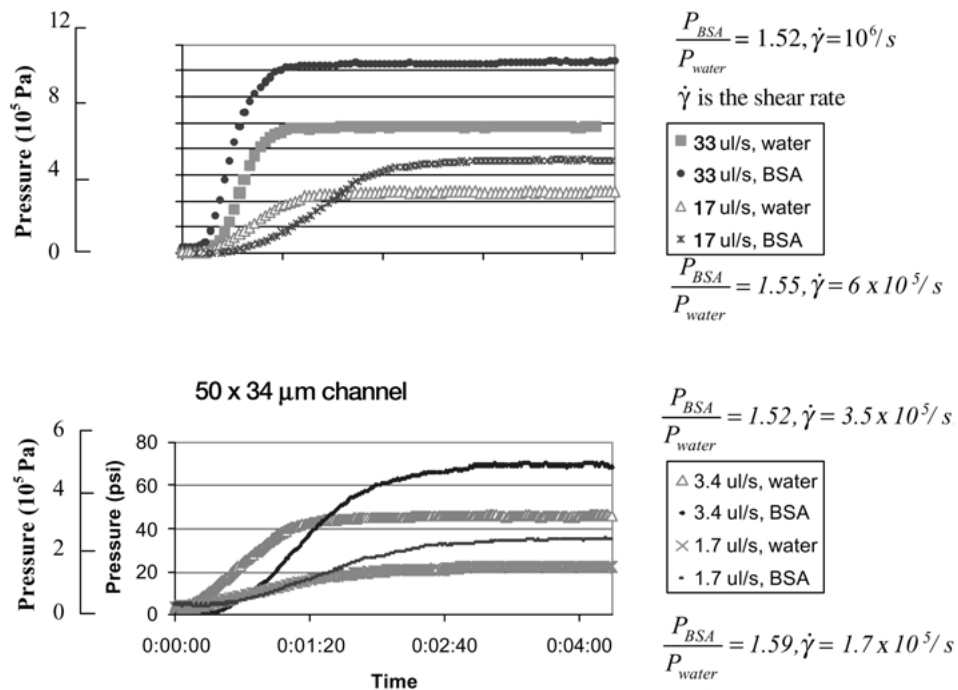 12
8
4
0
Pressure (10⁵ Pa)
P_BSA / P_water = 1.52, γ̇=10⁶/s
γ̇ is the shear rate
33 ul/s, water
33 ul/s, BSA
17 ul/s, water
17 ul/s, BSA
P_BSA / P_water = 1.55, γ̇= 6 x 10⁵/ s
50 x 34 μm channel
6
4
2
0
Pressure (10⁵ Pa)
80
60
40
20
0
Pressure (psi)
0:00:00 0:01:20 0:02:40 0:04:00
Time
P_BSA / P_water = 1.52, γ̇= 3.5 x 10⁵/ s.
3.4 ul/s, water
3.4 ul/s, BSA
1.7 ul/s, water
1.7 ul/s, BSA
P_BSA / P_water = 1.59, γ̇= 1.7 x 10⁵/ s